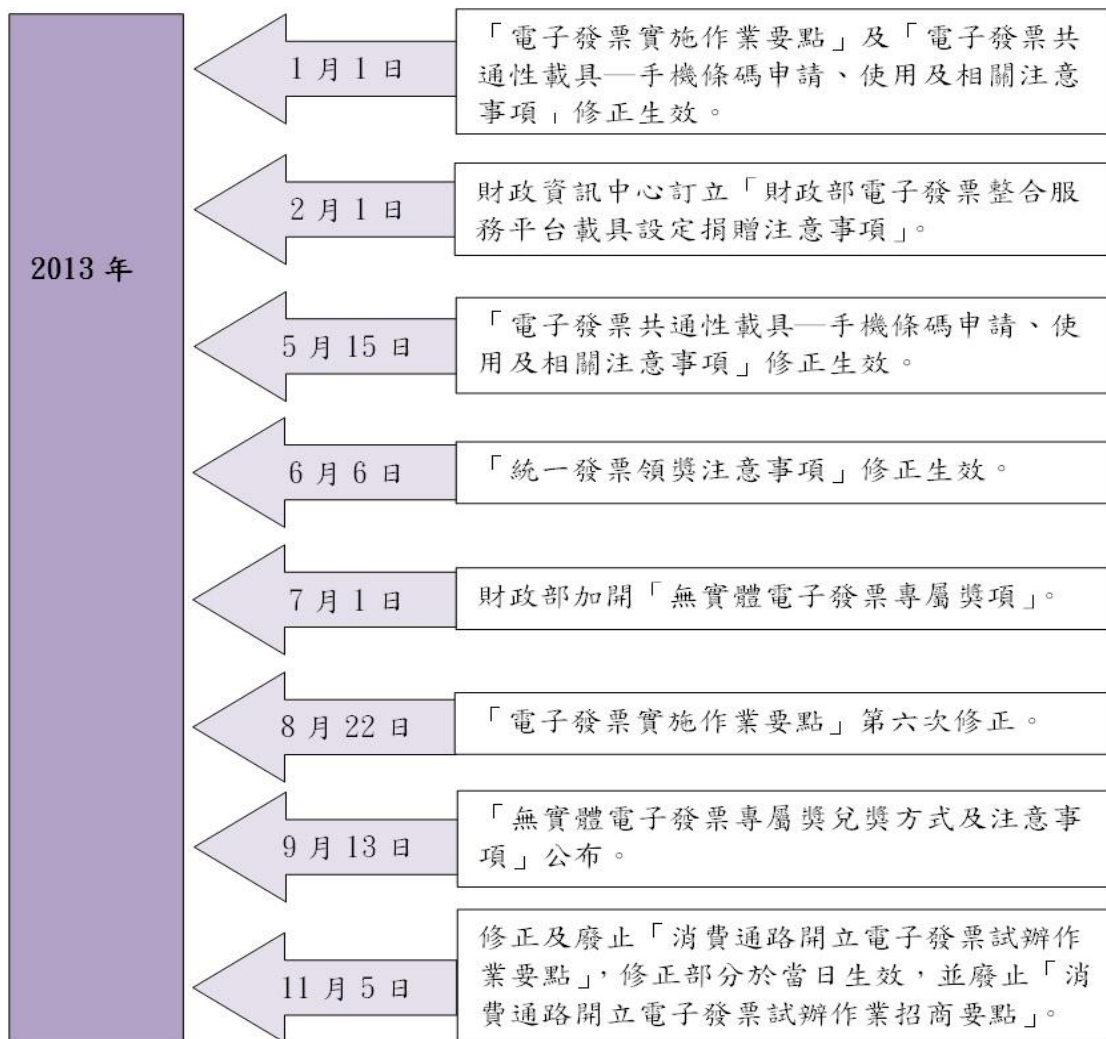 2013 年
1 月 1 日
「電子發票實施作業要點」及「電子發票共
通性載具—手機條碼申請、使用及相關注意
事項」修正生效。
2 月 1 日
財政資訊中心訂立「財政部電子發票整合服
務平台載具設定捐贈注意事項」。
5 月 15 日
「電子發票共通性載具—手機條碼申請、使
用及相關注意事項」修正生效。
6 月 6 日
「統一發票領獎注意事項」修正生效。
7 月 1 日
財政部加開「無實體電子發票專屬獎項」。
8 月 22 日
「電子發票實施作業要點」第六次修正。
9 月 13 日
「無實體電子發票專屬獎兌獎方式及注意事
項」公布。
11 月 5 日
修正及廢止「消費通路開立電子發票試辦作
業要點」，修正部分於當日生效，並廢止「消
費通路開立電子發票試辦作業招商要點」。